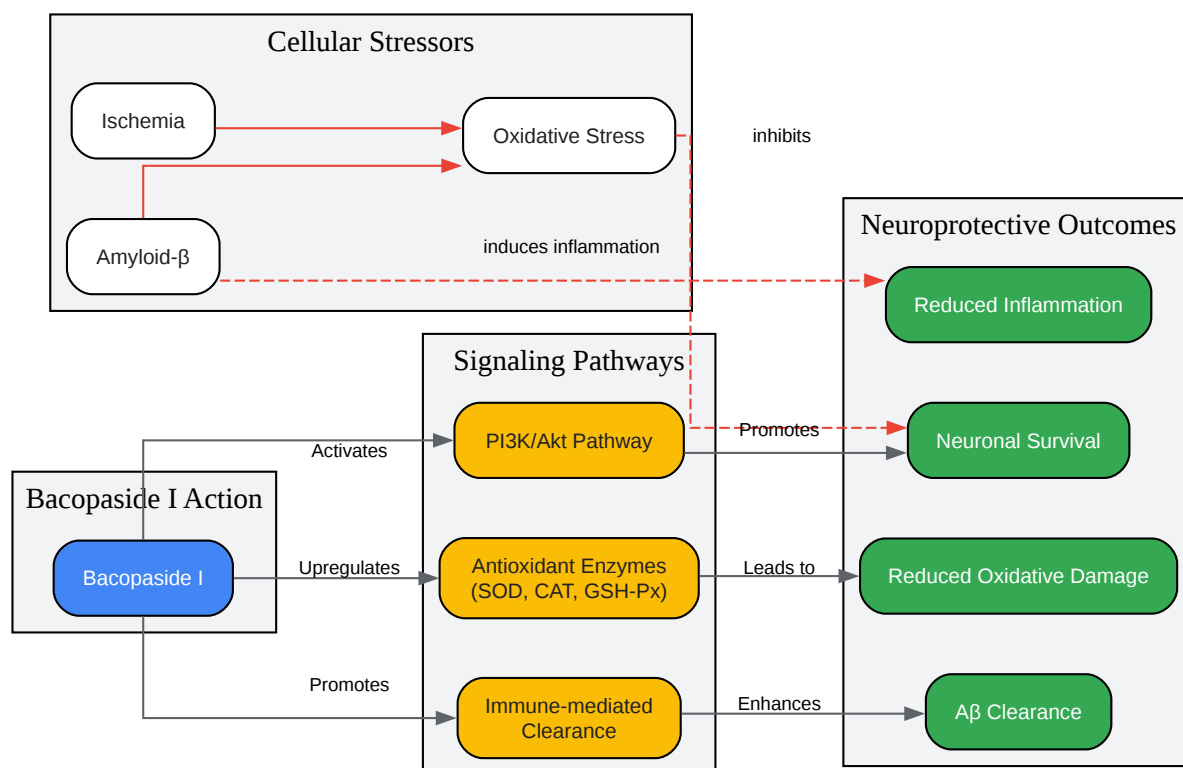 Cellular Stressors
Ischemia
Oxidative Stress
inhibits
Amyloid-β
induces inflammation
Neuroprotective Outcomes
Reduced Inflammation
Signaling Pathways
PI3K/Akt Pathway
Promotes
Neuronal Survival
Activates
Bacopaside I Action
Bacopaside I
Upregulates
Antioxidant Enzymes
(SOD, CAT, GSH-Px)
Leads to
Reduced Oxidative Damage
Promotes
Immune-mediated
Clearance
Enhances
Aβ Clearance